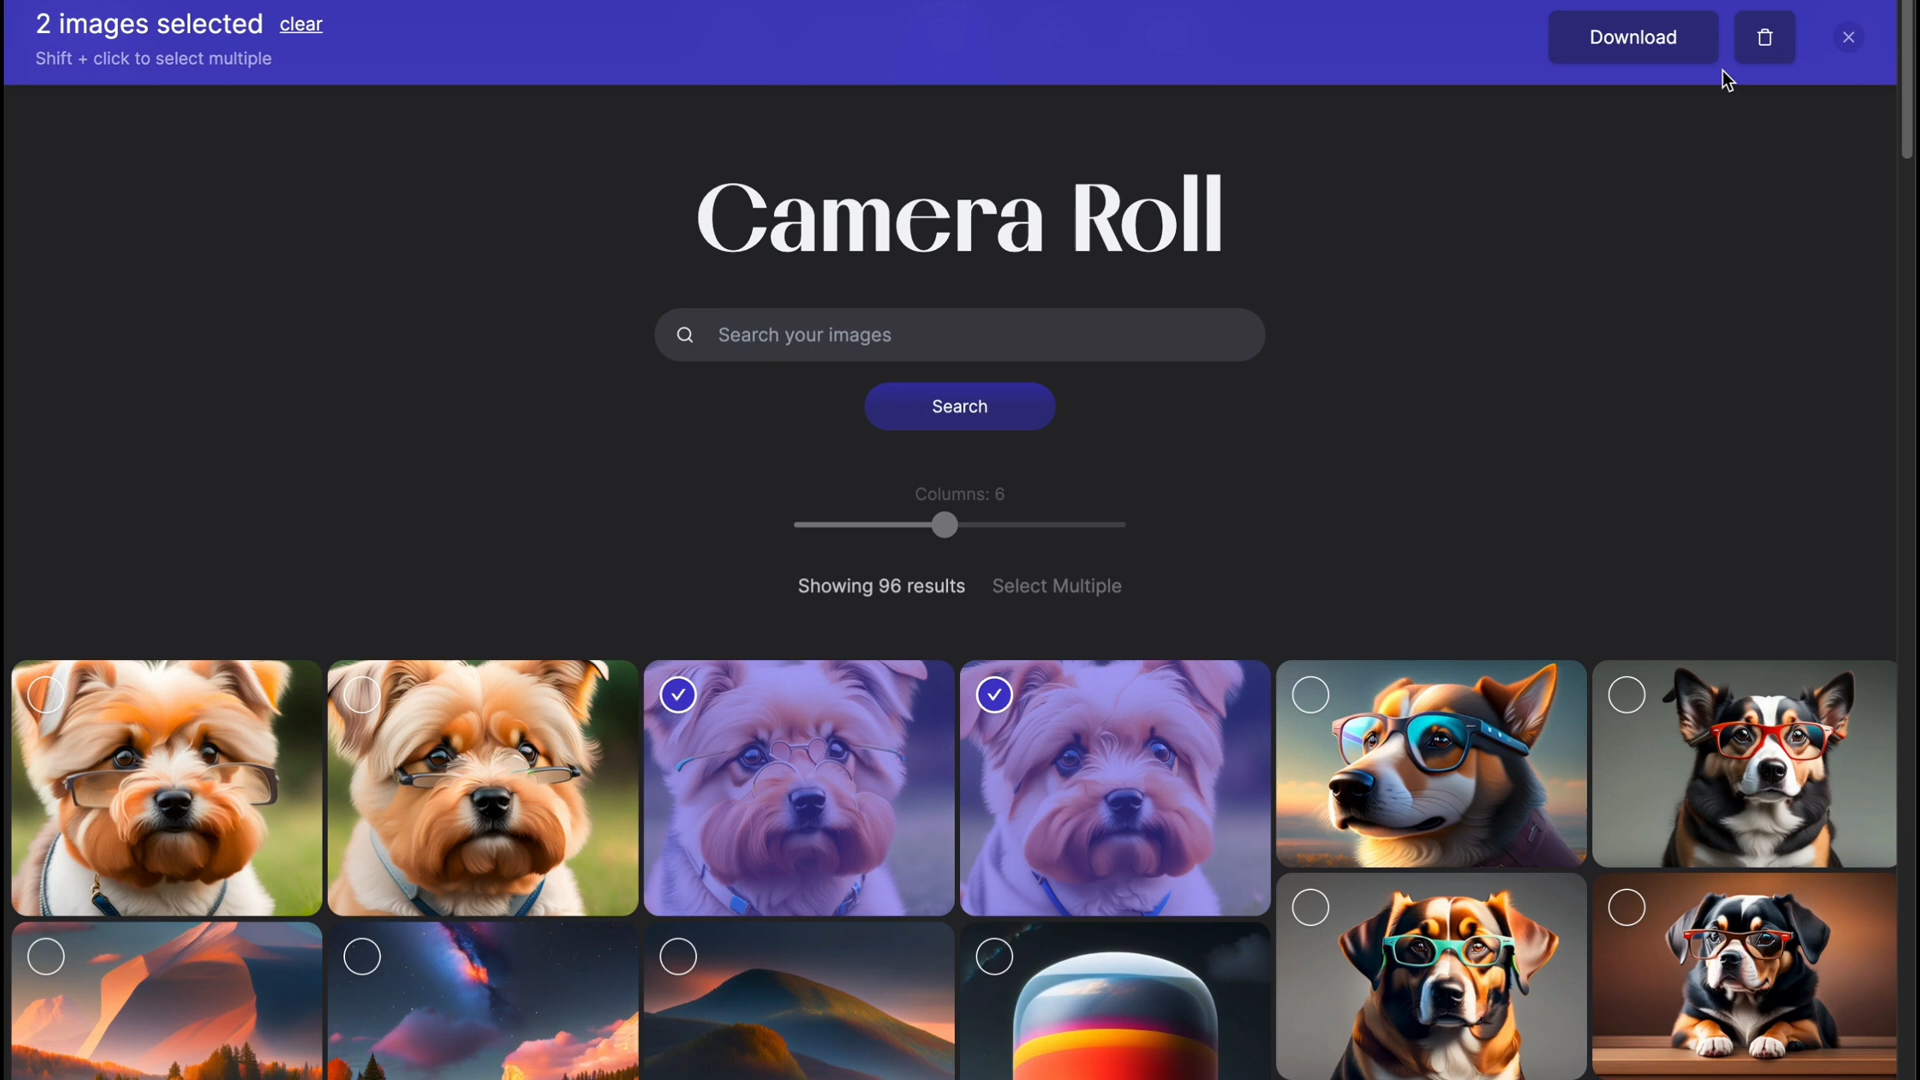 2 images selected clear
Shift + click to select multiple
Download
Camera Roll
Search your images
Search
Columns: 6
Showing 96 results Select Multiple